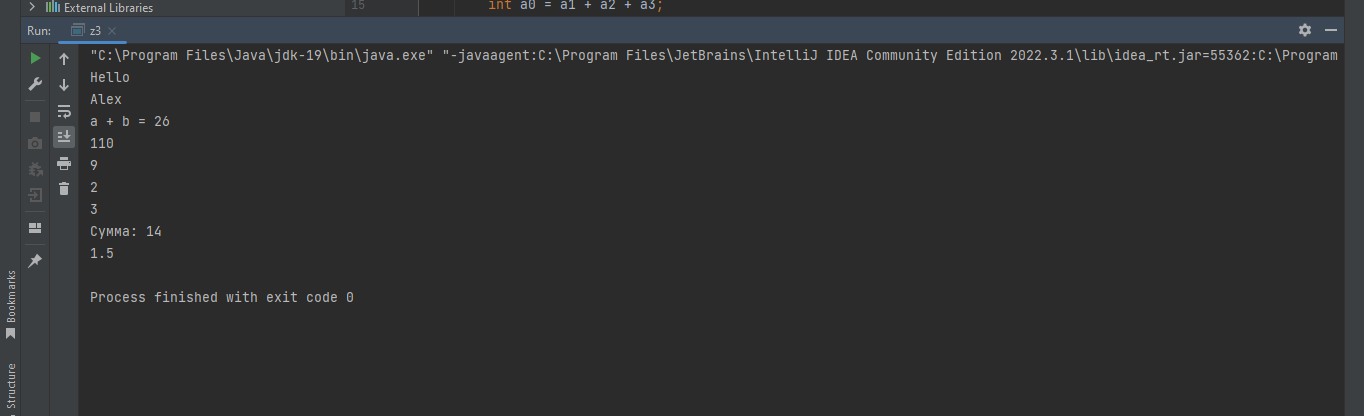 External Libraries
15 int a0 = a1 + a2 + a3;
Run: z3
"C:\Program Files\Java\jdk-19\bin\java.exe" "-javaagent:C:\Program Files\JetBrains\IntelliJ IDEA Community Edition 2022.3.1\lib\idea_rt.jar=55362:C:\Program
Hello
Alex
a + b = 26
110
9
2
3
Сумма: 14
1.5
Process finished with exit code 0
Bookmarks
Structure